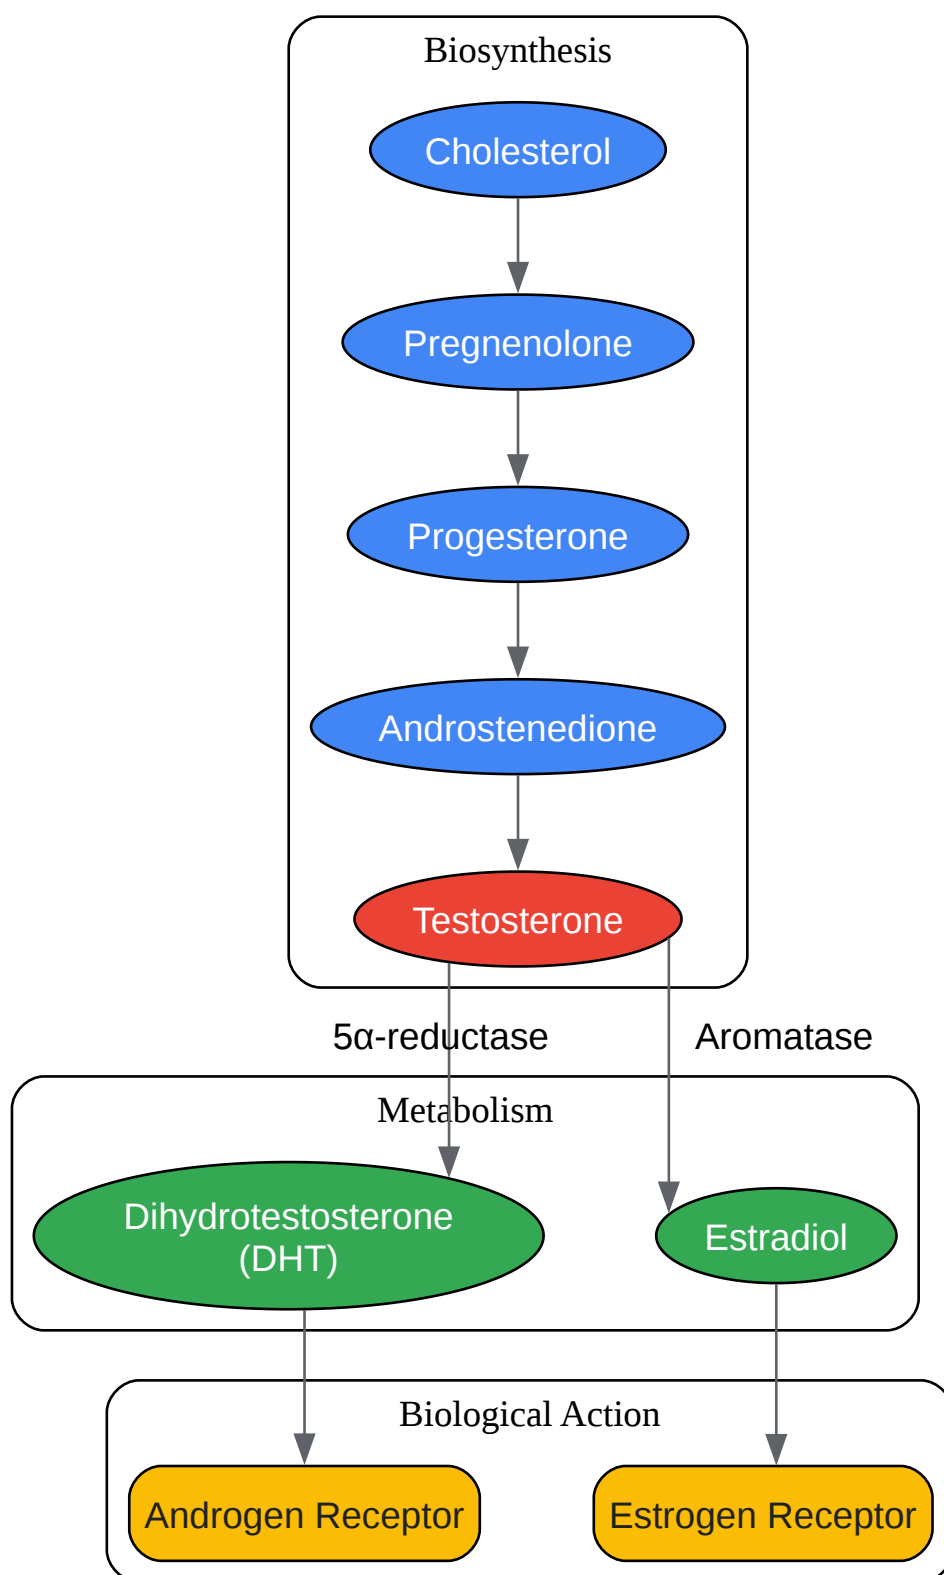 Biosynthesis
Cholesterol
Pregnenolone
Progesterone
Androstenedione
Testosterone
5α-reductase
Aromatase
Metabolism
Dihydrotestosterone
(DHT)
Estradiol
Biological Action
Androgen Receptor
Estrogen Receptor